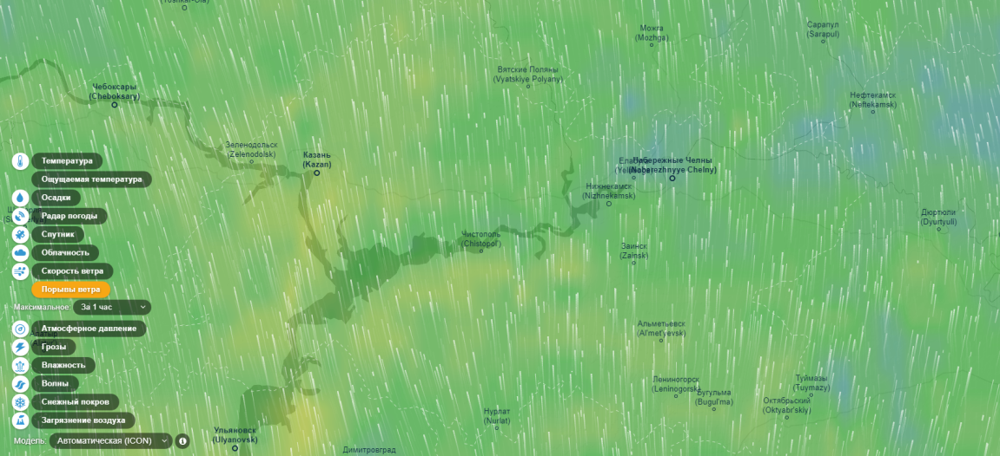 (Yoshkar-Ola)
Можга
(Mozhga)
Сарапул
(Sarapul)
Вятские Поляны
(Vyatskiye Polyany)
Чебоксары
(Cheboksary)
Нефтекамск
(Neftekamsk)
Зеленодольск
(Zelenodolsk)
Казань
(Kazan)
Набережные Челны
(Naberezhnyye Chelny)
Нижнекамск
(Nizhnekamsk)
Дюртюли
(Dyurtyuli)
Чистополь
(Chistopol')
Заинск
(Zainsk)
Альметьевск
(Al'met'yevsk)
Лениногорск
(Leninogorsk)
Бугульма
(Bugul'ma)
Туймазы
(Tuymazy)
Октябрьский
(Oktyabr'skiy)
Нурлат
(Nurlat)
Ульяновск
(Ulyanovsk)
Димитровград
Температура
Ощущаемая температура
Осадки
Радар погоды
Спутник
Облачность
Скорость ветра
Порывы ветра
Максимальное: За 1 час
Атмосферное давление
Грозы
Влажность
Волны
Снежный покров
Загрязнение воздуха
Модель: Автоматическая (ICON)